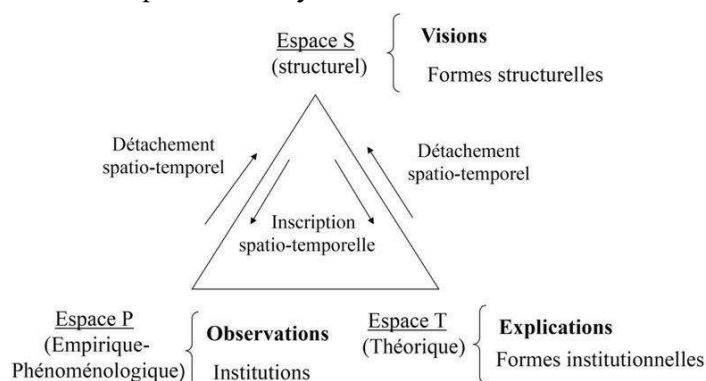 Espace S
(structurel)
Visions
Formes structurelles
Détachement
spatio-temporel
Détachement
spatio-temporel
Inscription
spatio-temporelle
Espace P
(Empirique-
Phénoménologique)
Observations
Institutions
Espace T
(Théorique)
Explications
Formes institutionnelles